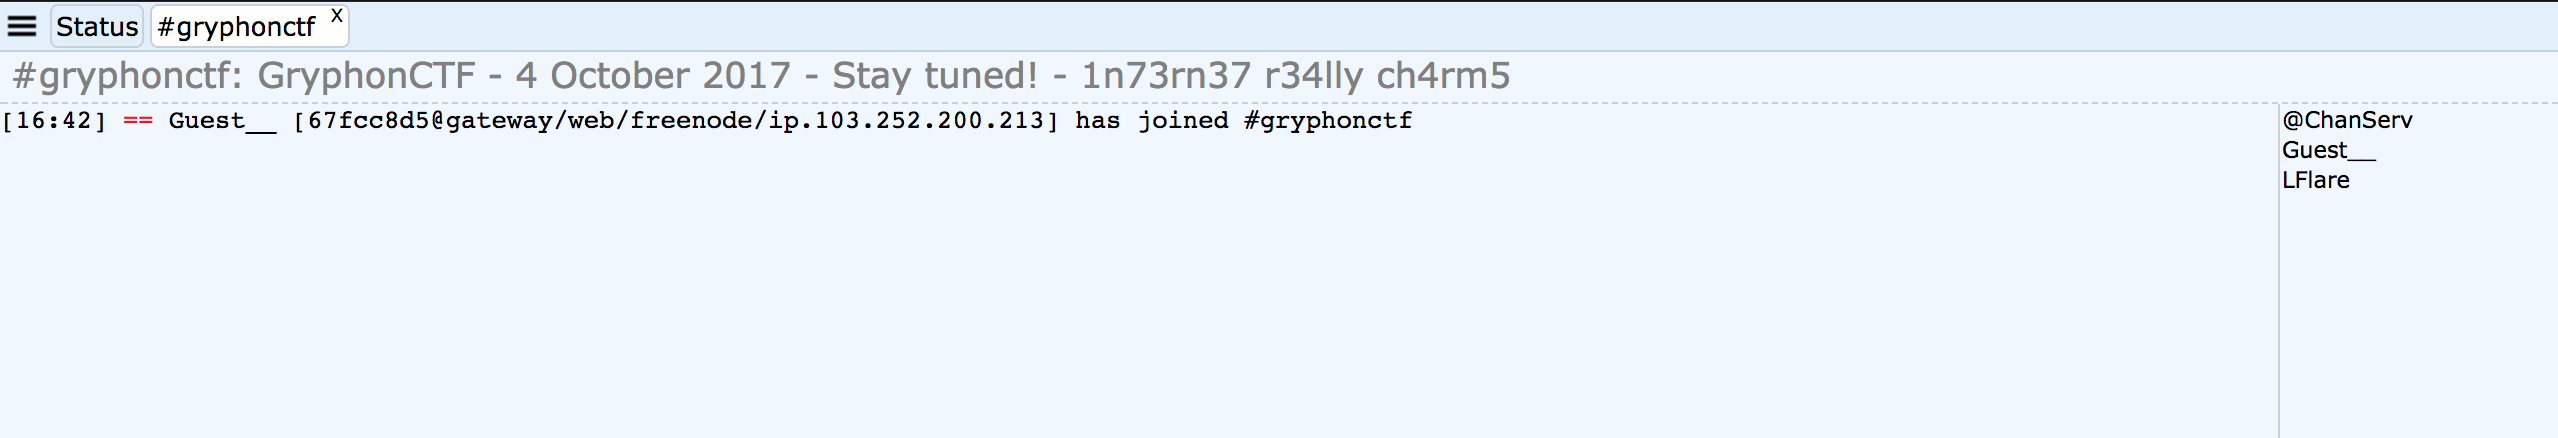 Status #gryphonctf X
#gryphonctf: GryphonCTF - 4 October 2017 - Stay tuned! - 1n73rn37 r34lly ch4rm5
[16:42] == Guest__ [67fcc8d5@gateway/web/freenode/ip.103.252.200.213] has joined #gryphonctf
@ChanServ
Guest__
LFlare